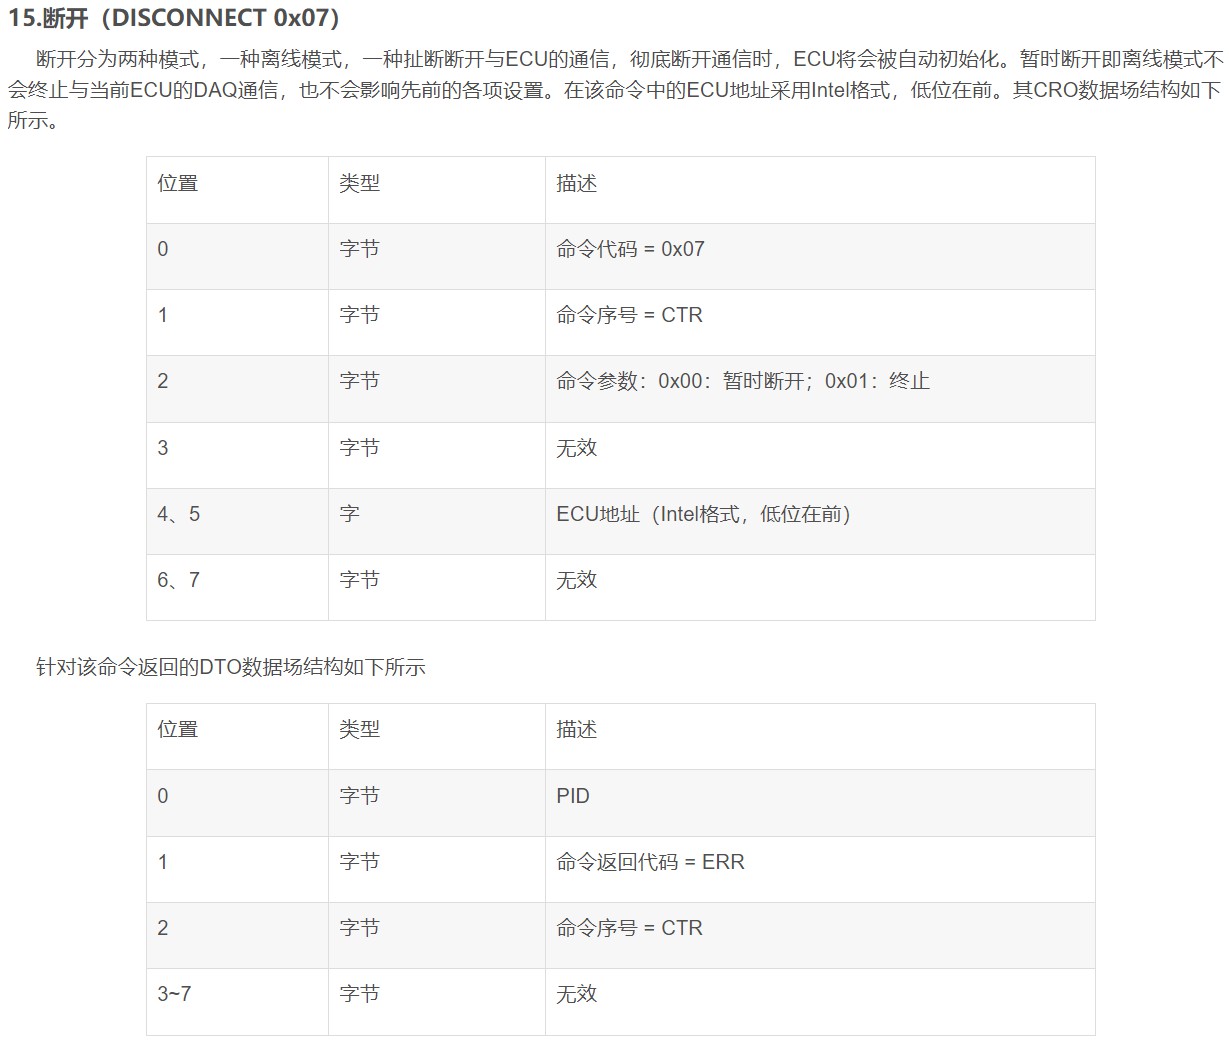 15.断开（DISCONNECT 0x07）
断开分为两种模式，一种离线模式，一种扯断断开与ECU的通信，彻底断开通信时，ECU将会被自动初始化。暂时断开即离线模式不
会终止与当前ECU的DAQ通信，也不会影响先前的各项设置。在该命令中的ECU地址采用Intel格式，低位在前。其CRO数据场结构如下
所示。
位置 类型 描述
0 字节 命令代码 = 0x07
1 字节 命令序号 = CTR
2 字节 命令参数：0x00：暂时断开；0x01：终止
3 字节 无效
4、5 字 ECU地址（Intel格式，低位在前）
6、7 字节 无效
针对该命令返回的DTO数据场结构如下所示
位置 类型 描述
0 字节 PID
1 字节 命令返回代码 = ERR
2 字节 命令序号 = CTR
3~7 字节 无效